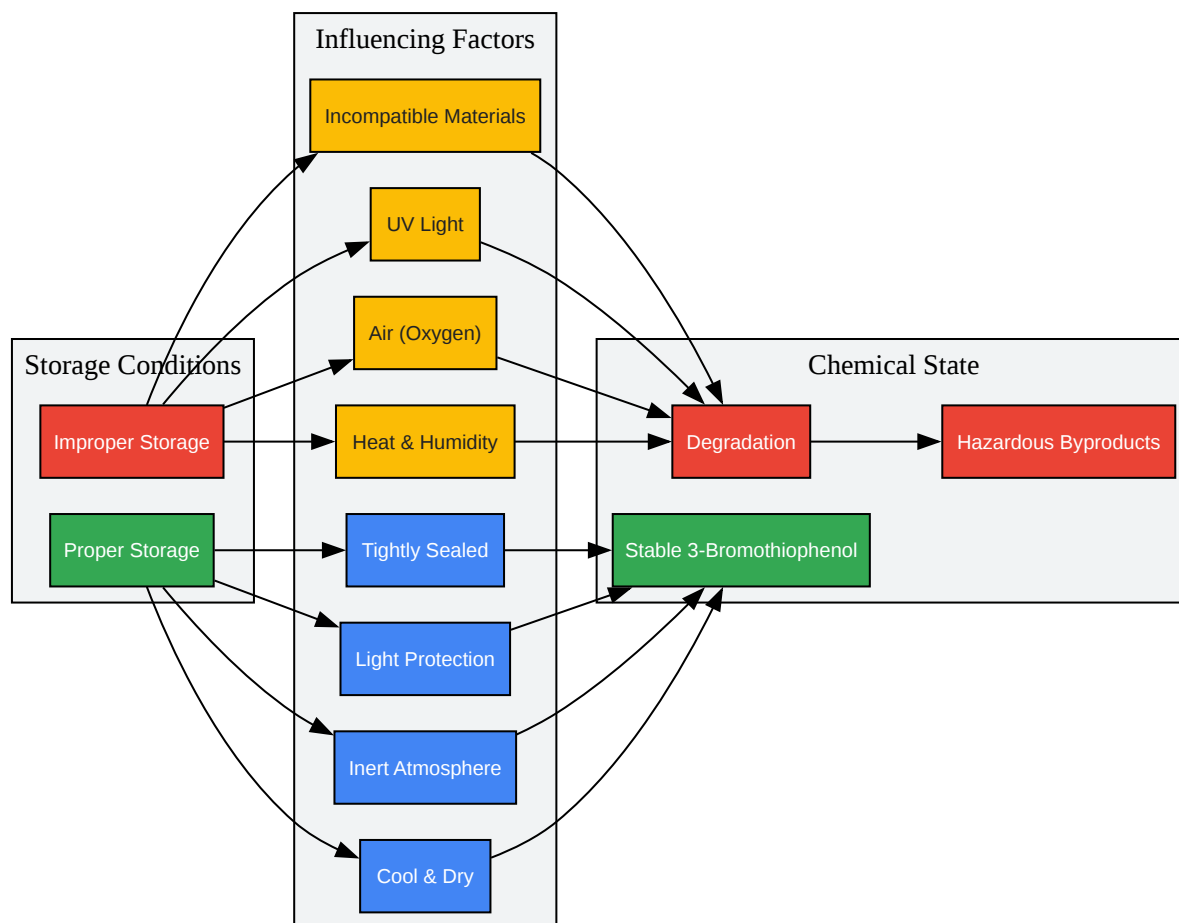 Influencing Factors
Incompatible Materials
UV Light
Air (Oxygen)
Storage Conditions
Chemical State
Improper Storage
Heat & Humidity
Degradation
Hazardous Byproducts
Proper Storage
Tightly Sealed
Stable 3-Bromothiophenol
Light Protection
Inert Atmosphere
Cool & Dry